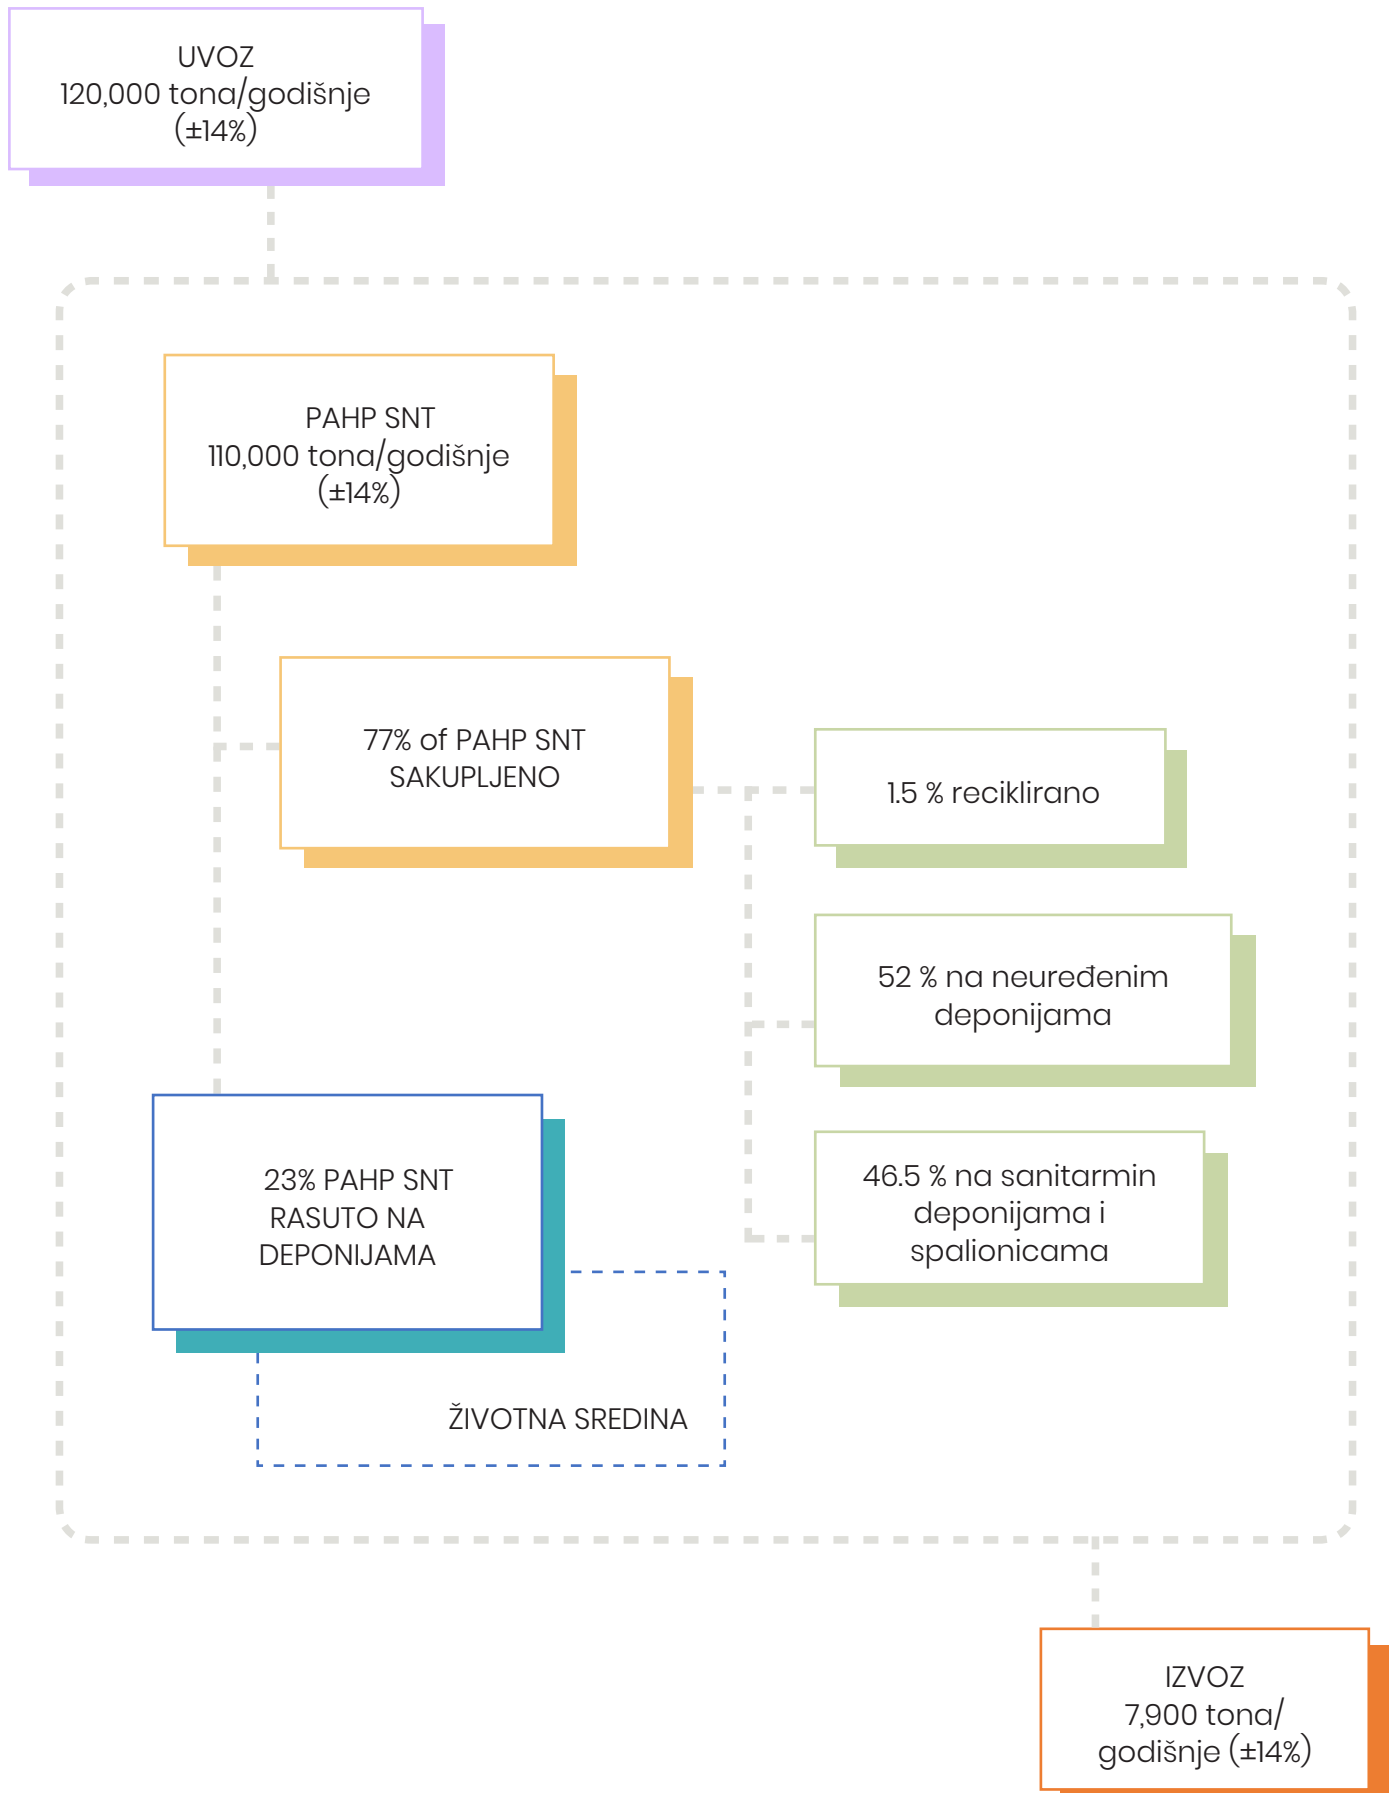 UVOZ
120,000 tona/godišnje
(±14%)
PAHP SNT
110,000 tona/godišnje
(±14%)
77% of PAHP SNT
SAKUPLJENO
1.5 % reciklirano
52 % na neuređenim
deponijama
46.5 % na sanitarmin
deponijama i
spalionicama
23% PAHP SNT
RASUTO NA
DEPONIJAMA
ŽIVOTNA SREDINA
IZVOZ
7,900 tona/
godišnje (±14%)